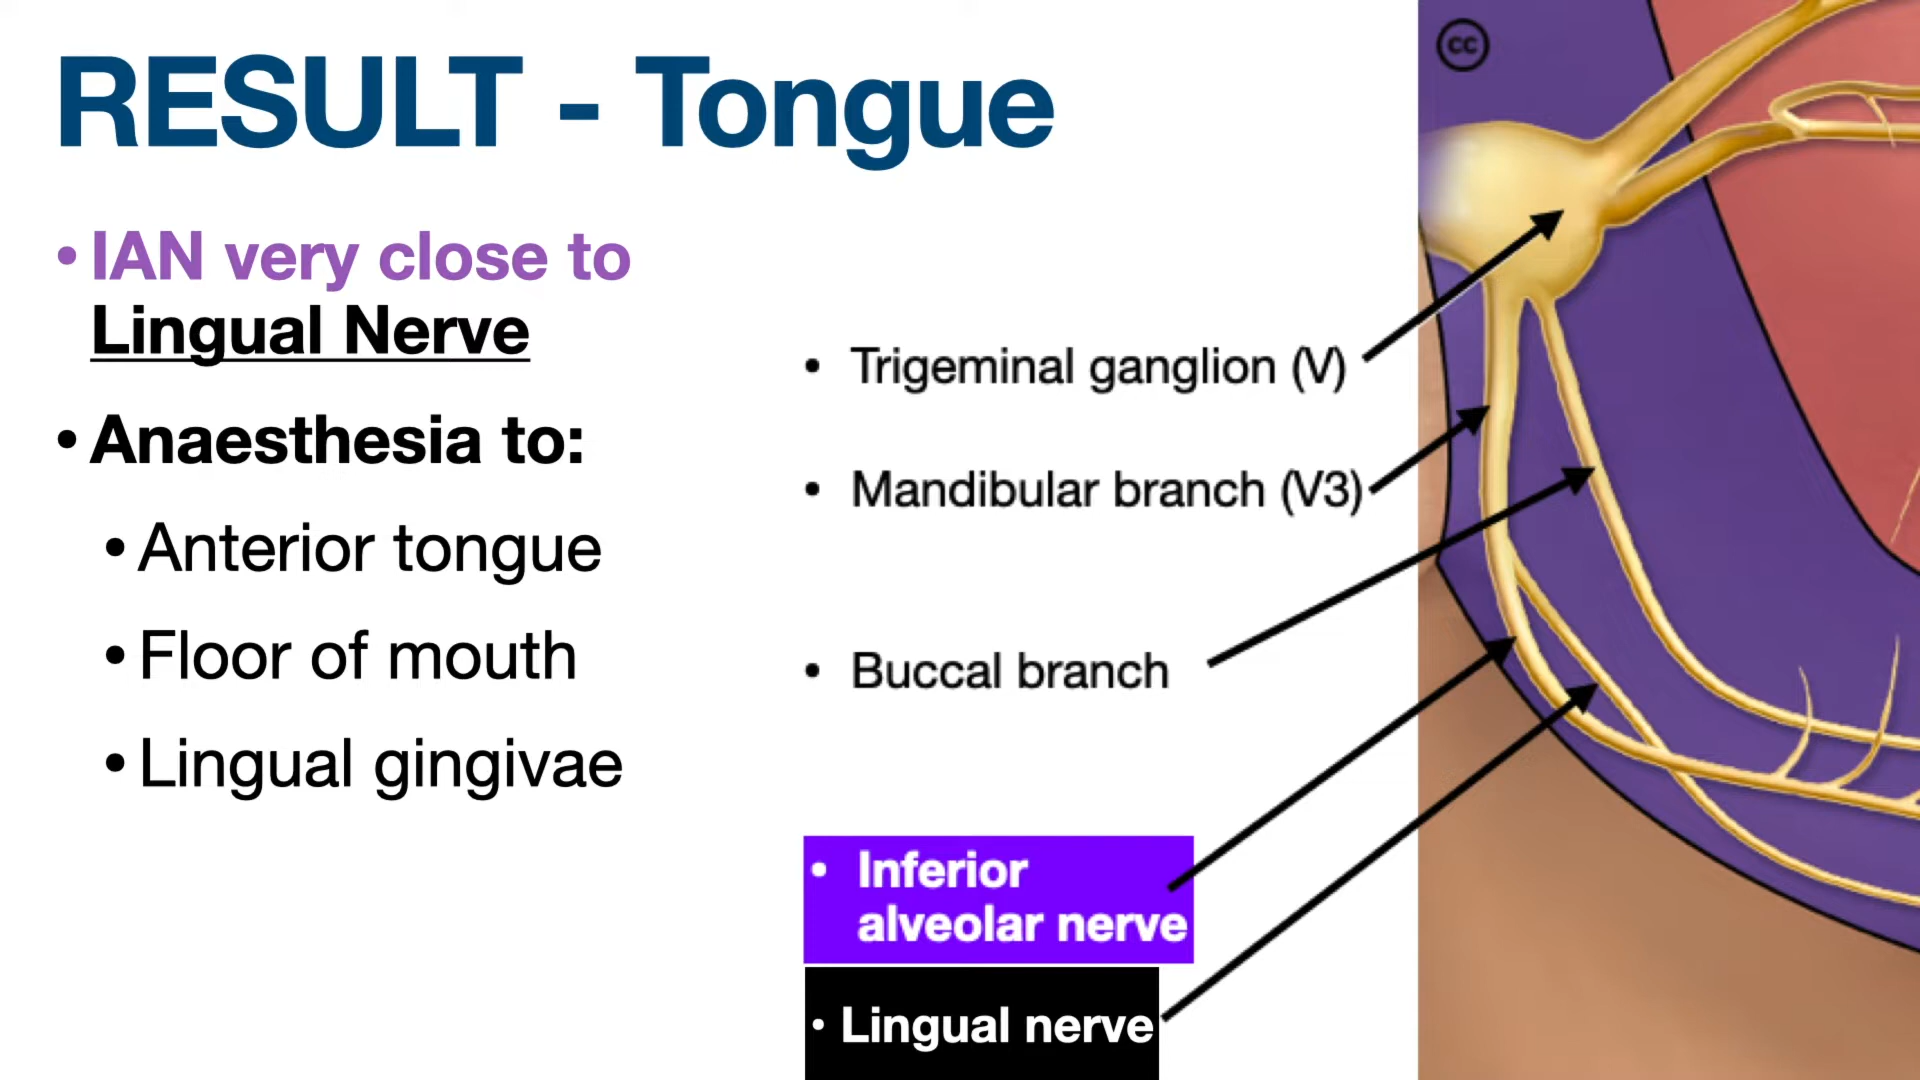 RESULT - Tongue
• IAN very close to
Lingual Nerve
• Anaesthesia to:
• Anterior tongue
• Floor of mouth
• Lingual gingivae
• Trigeminal ganglion (V)
• Mandibular branch (V3)
• Buccal branch
• Inferior
alveolar nerve
• Lingual nerve
cc